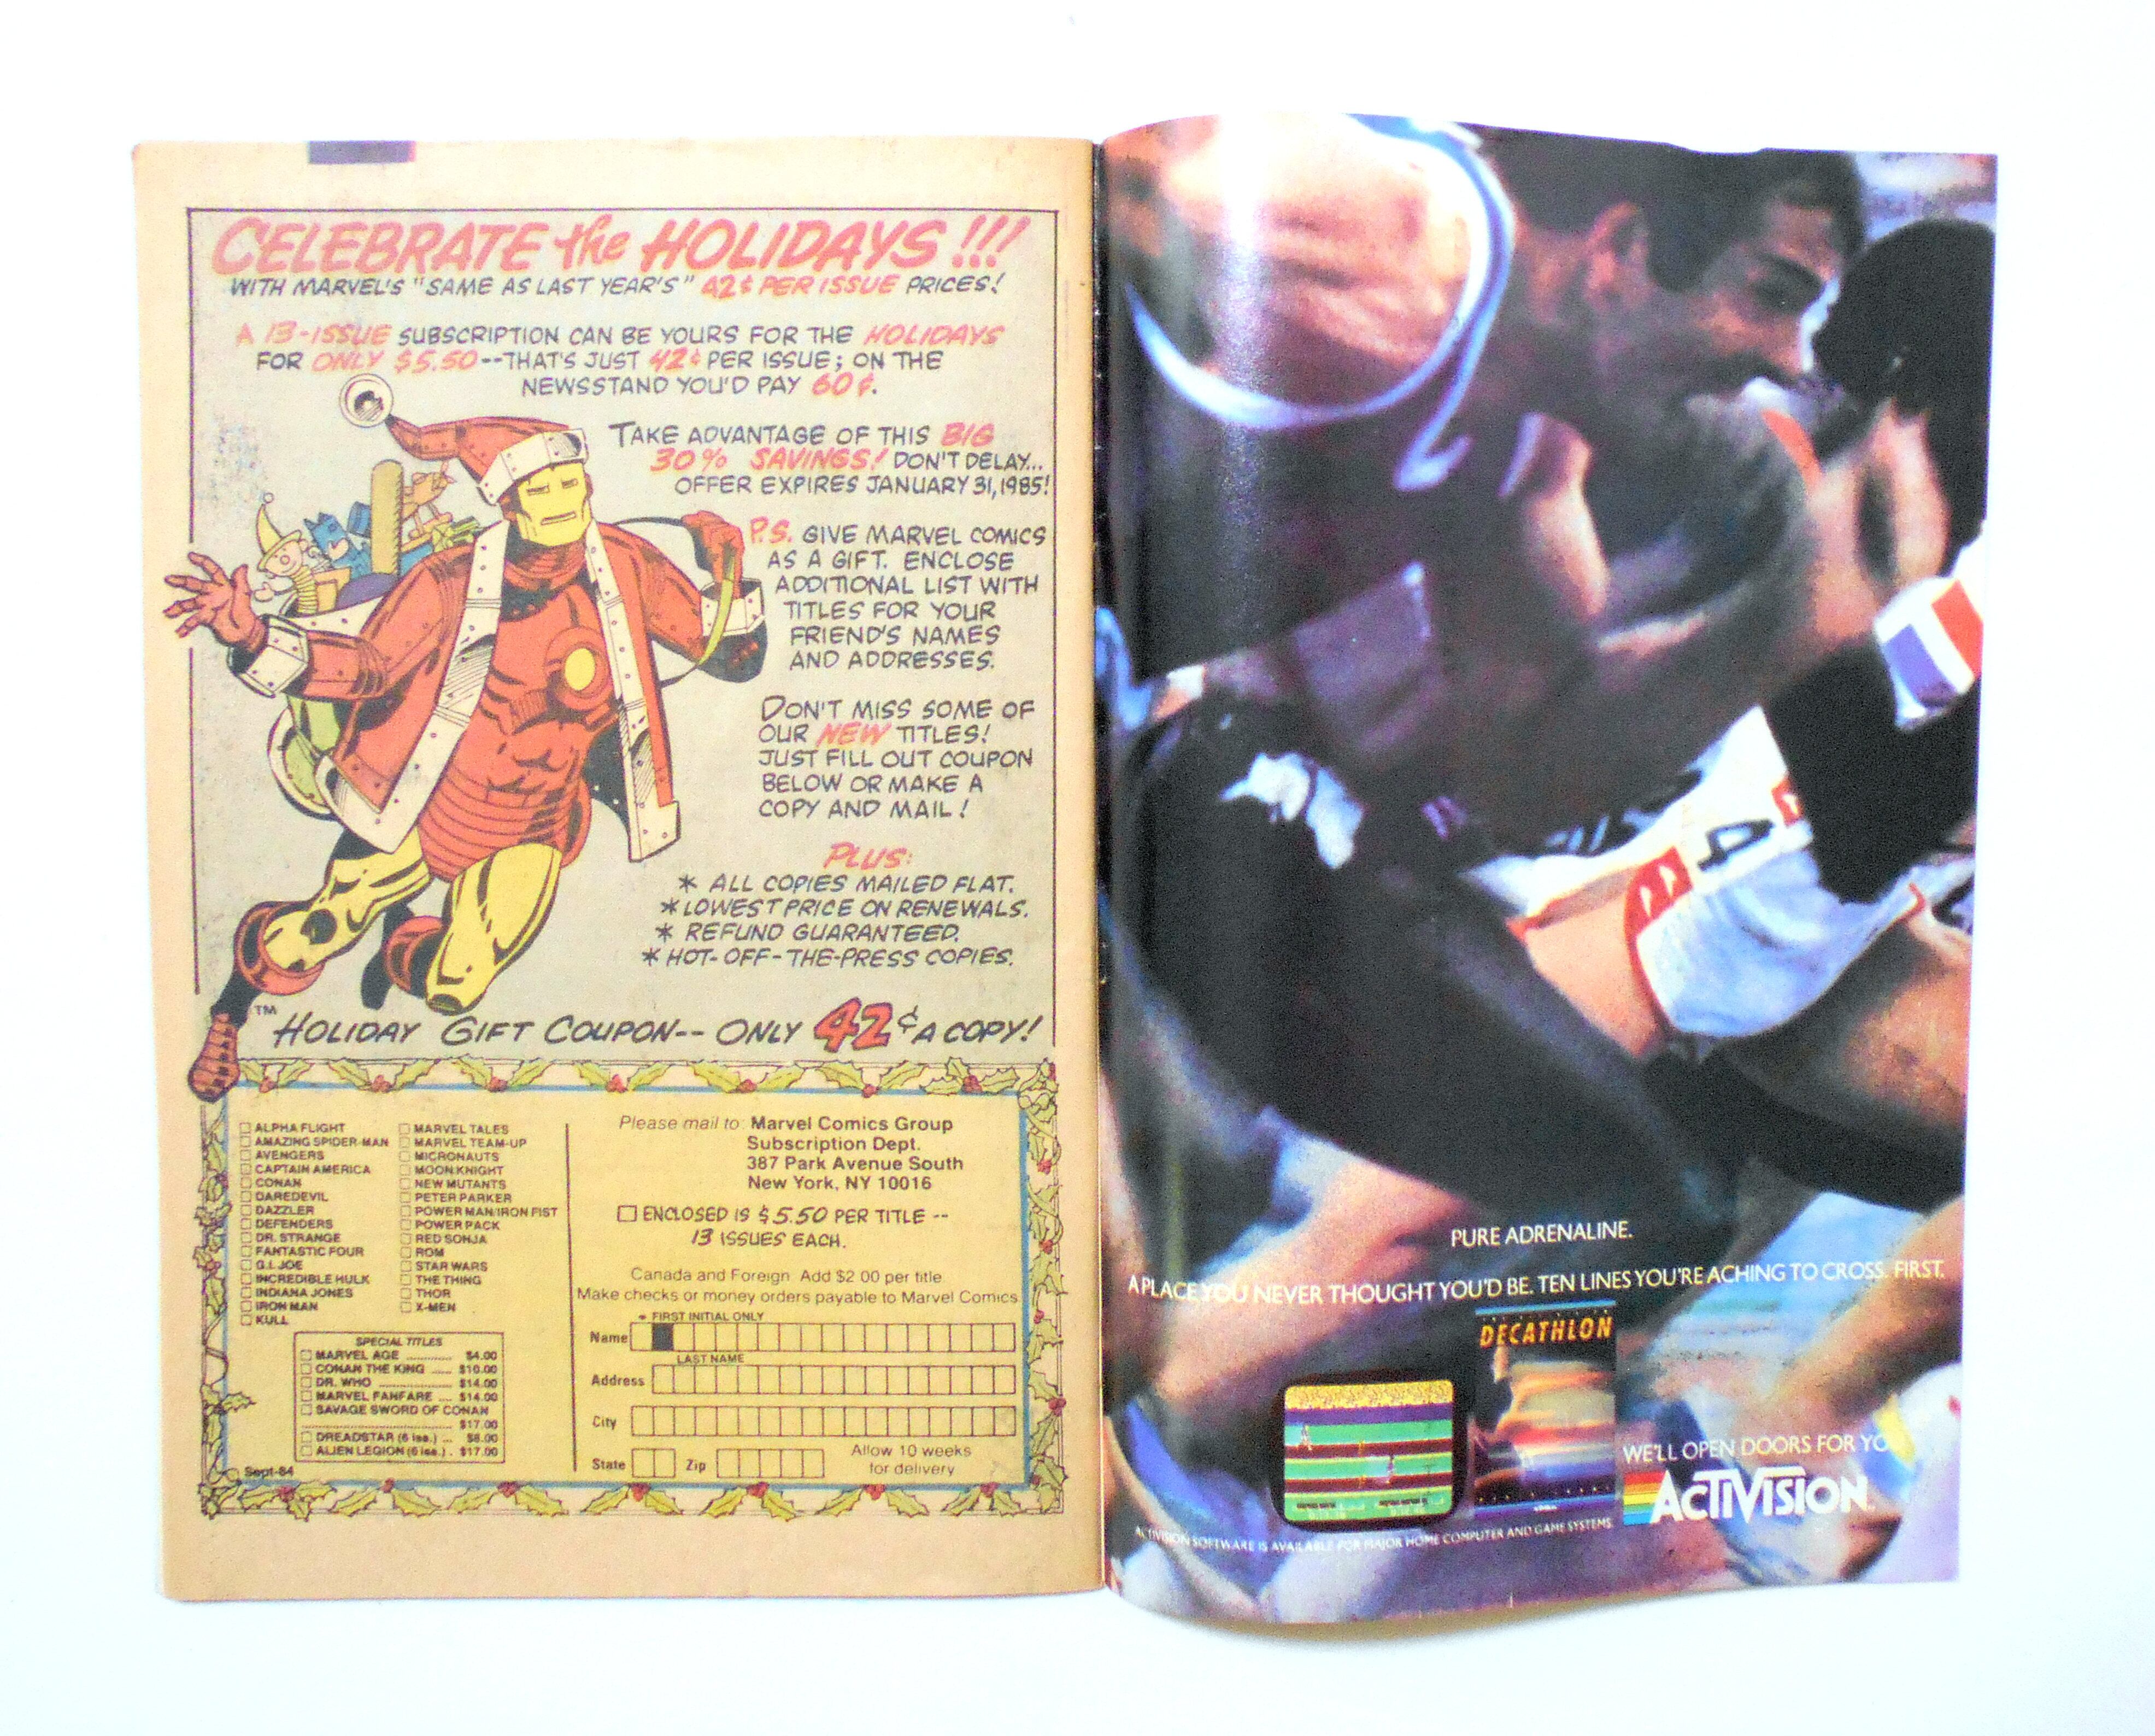 CELEBRATE the HOLIDAYS!!!
WITH MARVEL'S "SAME AS LAST YEAR'S" 42¢ PER ISSUE PRICES!
A 13-ISSUE SUBSCRIPTION CAN BE YOURS FOR THE HOLIDAYS
FOR ONLY $5.50--THAT'S JUST 42¢ PER ISSUE; ON THE
NEWSSTAND YOU'D PAY 60¢.
TAKE ADVANTAGE OF THIS BIG
30% SAVINGS! DON'T DELAY...
OFFER EXPIRES JANUARY 31, 1985!
P.S. GIVE MARVEL COMICS
AS A GIFT. ENCLOSE
ADDITIONAL LIST WITH
TITLES FOR YOUR
FRIEND'S NAMES
AND ADDRESSES.
DON'T MISS SOME OF
OUR NEW TITLES!
JUST FILL OUT COUPON
BELOW OR MAKE A
COPY AND MAIL!
PLUS:
* ALL COPIES MAILED FLAT.
* LOWEST PRICE ON RENEWALS.
* REFUND GUARANTEED.
* HOT-OFF-THE-PRESS COPIES.
TM
HOLIDAY GIFT COUPON-- ONLY 42¢ A COPY!
ALPHA FLIGHT
AMAZING SPIDER-MAN
AVENGERS
CAPTAIN AMERICA
CONAN
DAREDEVIL
DAZZLER
DEFENDERS
DR. STRANGE
FANTASTIC FOUR
G.I. JOE
INCREDIBLE HULK
INDIANA JONES
IRON MAN
KULL
MARVEL TALES
MARVEL TEAM-UP
MICRONAUTS
MOON KNIGHT
NEW MUTANTS
PETER PARKER
POWER MAN/IRON FIST
POWER PACK
RED SONJA
ROM
STAR WARS
THE THING
THOR
X-MEN
SPECIAL TITLES
MARVEL AGE .......... $4.00
CONAN THE KING ..... $10.00
DR. WHO .......... $14.00
MARVEL FANFARE ... $14.00
SAVAGE SWORD OF CONAN
.......... $17.00
DREADSTAR (6 iss.) ... $8.00
ALIEN LEGION (6 iss.) . $17.00
Sept-84
Please mail to: Marvel Comics Group
Subscription Dept.
387 Park Avenue South
New York, NY 10016
ENCLOSED IS $5.50 PER TITLE --
13 ISSUES EACH.
Canada and Foreign Add $2 00 per title
Make checks or money orders payable to Marvel Comics
FIRST INITIAL ONLY
Name
LAST NAME
Address
City
State Zip
Allow 10 weeks
for delivery
4
PURE ADRENALINE.
A PLACE YOU NEVER THOUGHT YOU'D BE. TEN LINES YOU'RE ACHING TO CROSS. FIRST.
DECATHLON
WE'LL OPEN DOORS FOR YO
ACTIVISION
ACTIVISION SOFTWARE IS AVAILABLE FOR MAJOR HOME COMPUTER AND GAME SYSTEMS.